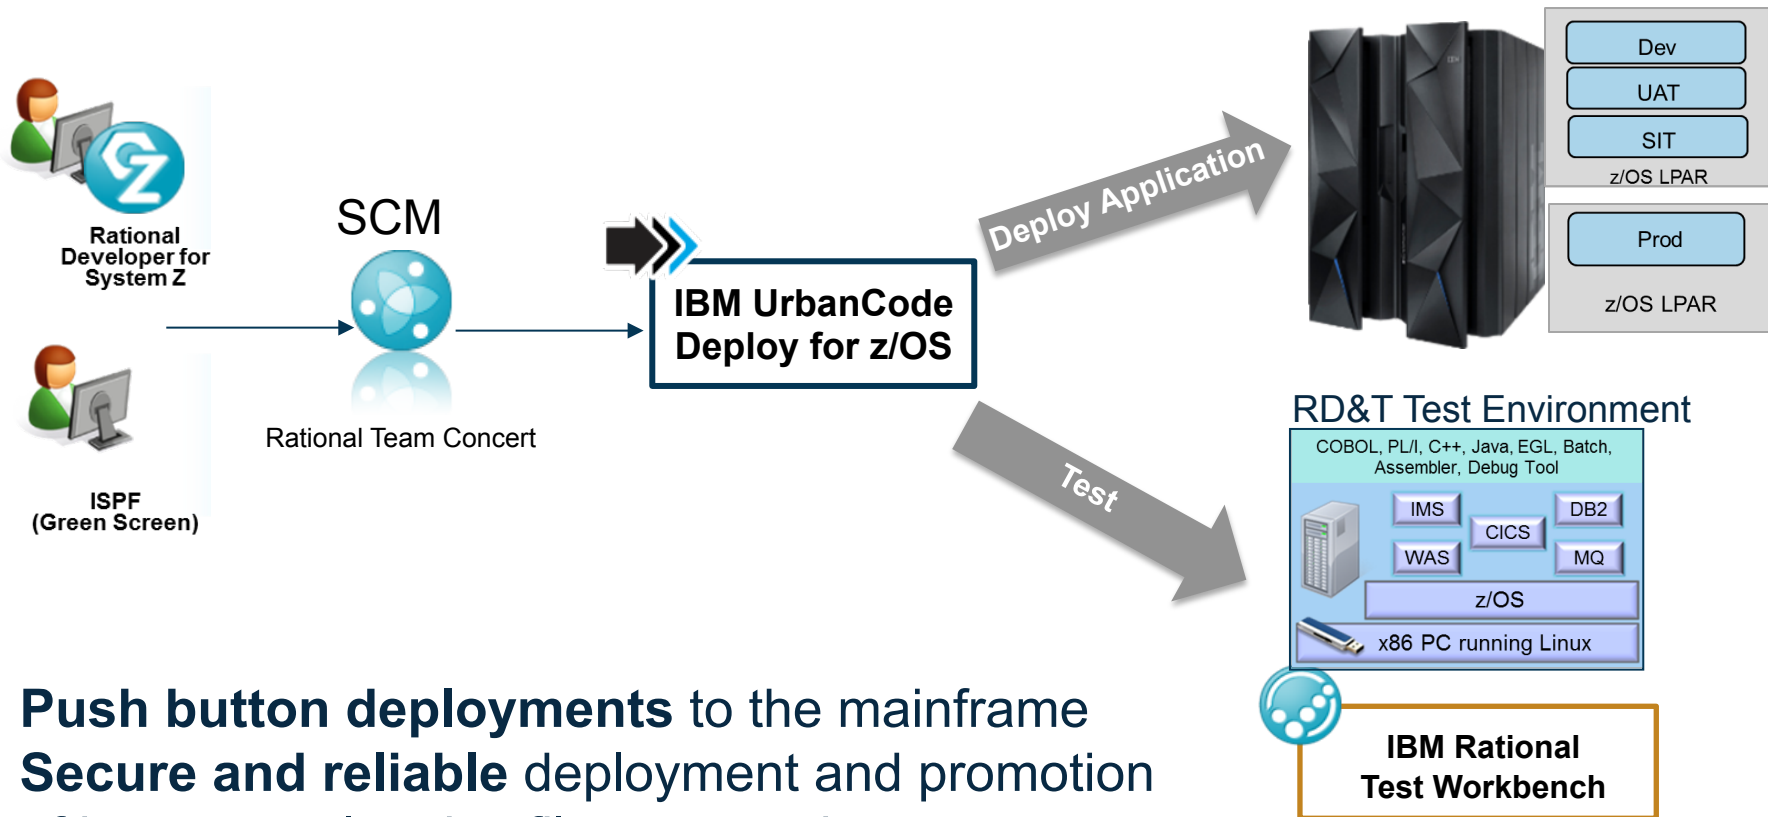 Rational
Developer for
System Z
ISPF
(Green Screen)
SCM
Rational Team Concert
IBM UrbanCode
Deploy for z/OS
Deploy Application
Test
Dev
UAT
SIT
z/OS LPAR
Prod
z/OS LPAR
RD&T Test Environment
COBOL, PL/I, C++, Java, EGL, Batch,
Assembler, Debug Tool
IMS
DB2
CICS
WAS
MQ
z/OS
x86 PC running Linux
IBM Rational
Test Workbench
Push button deployments to the mainframe
Secure and reliable deployment and promotion